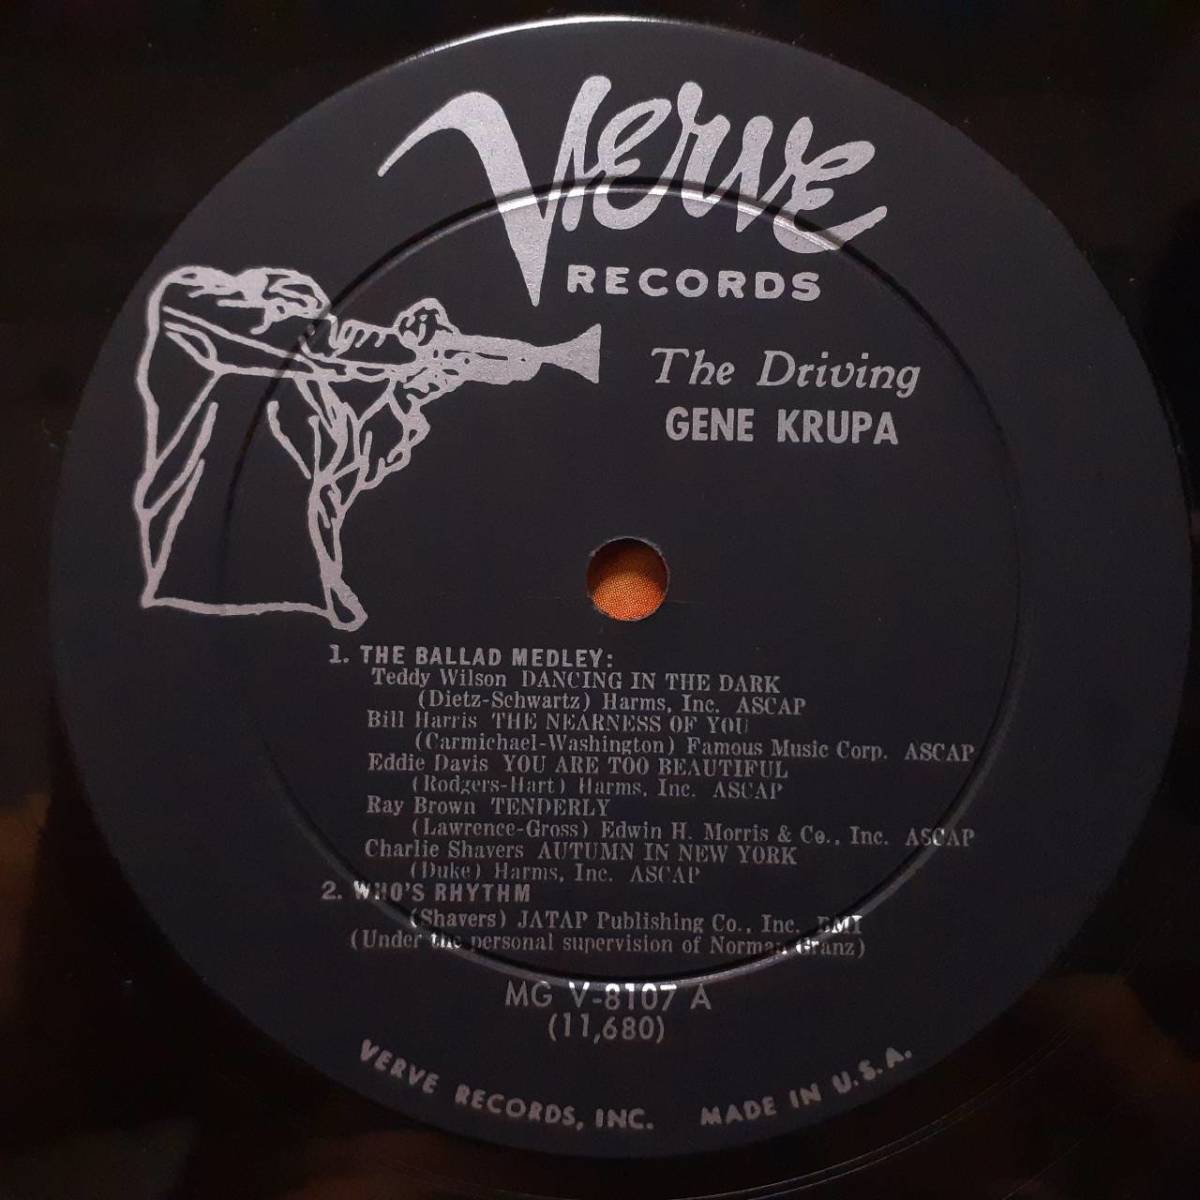 Verve
RECORDS
The Driving
GENE KRUPA
1. THE BALLAD MEDLEY:
Teddy Wilson DANCING IN THE DARK
(Dietz-Schwartz) Harms, Inc. ASCAP
Bill Harris THE NEARNESS OF YOU
(Carmichael-Washington) Famous Music Corp. ASCAP
Eddie Davis YOU ARE TOO BEAUTIFUL
(Rodgers-Hart) Harms, Inc. ASCAP
Ray Brown TENDERLY
(Lawrence-Gross) Edwin H. Morris & Co., Inc. ASCAP
Charlie Shavers AUTUMN IN NEW YORK
(Duke) Harms, Inc. ASCAP
2. WHO'S RHYTHM
(Shavers) JATAP Publishing Co., Inc. BMI
(Under the personal supervision of Norman Granz)
MG V-8107 A
(11,680)
VERVE RECORDS, INC. MADE IN U.S.A.